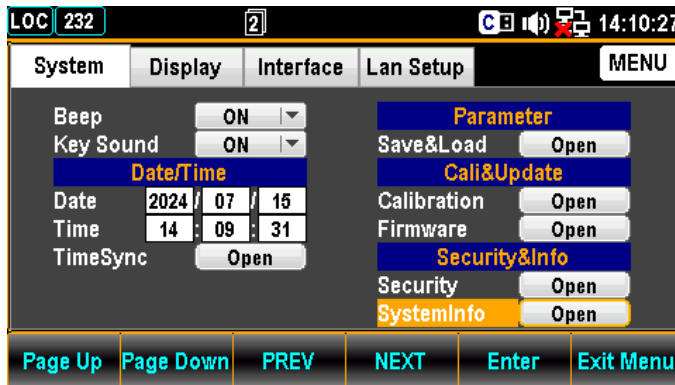 LOC 232 2 C 14:10:27
System Display Interface Lan Setup MENU
Beep ON
Key Sound ON
Date/Time
Date 2024 / 07 / 15
Time 14 : 09 : 31
TimeSync Open
Parameter
Save&Load Open
Cali&Update
Calibration Open
Firmware Open
Security&Info
Security Open
SystemInfo Open
Page Up Page Down PREV NEXT Enter Exit Menu